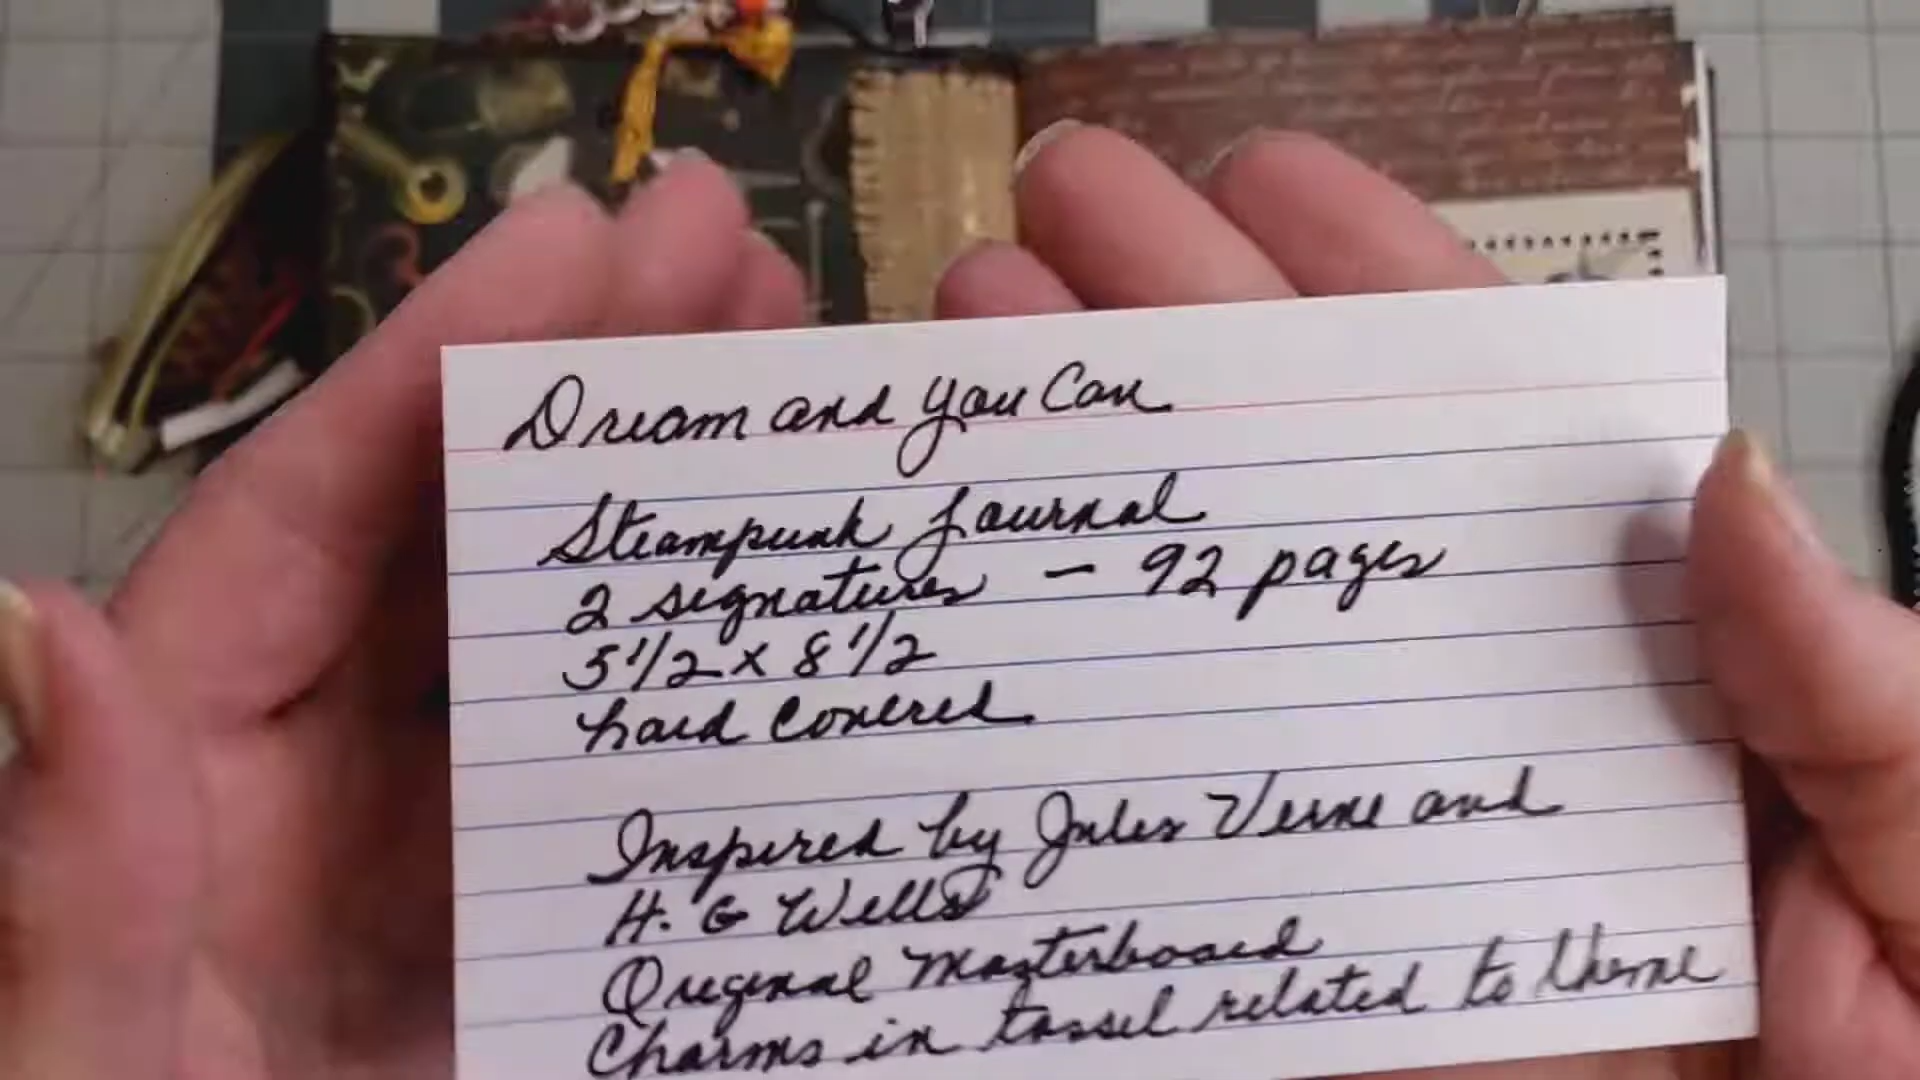 Dream and you Can
Steampunk Journal
2 signatures - 92 pages
5 1/2 x 8 1/2
hard covered
Inspired by Jules Verne and
H. G Wells
Original Masterboard
Charms in tassel related to theme